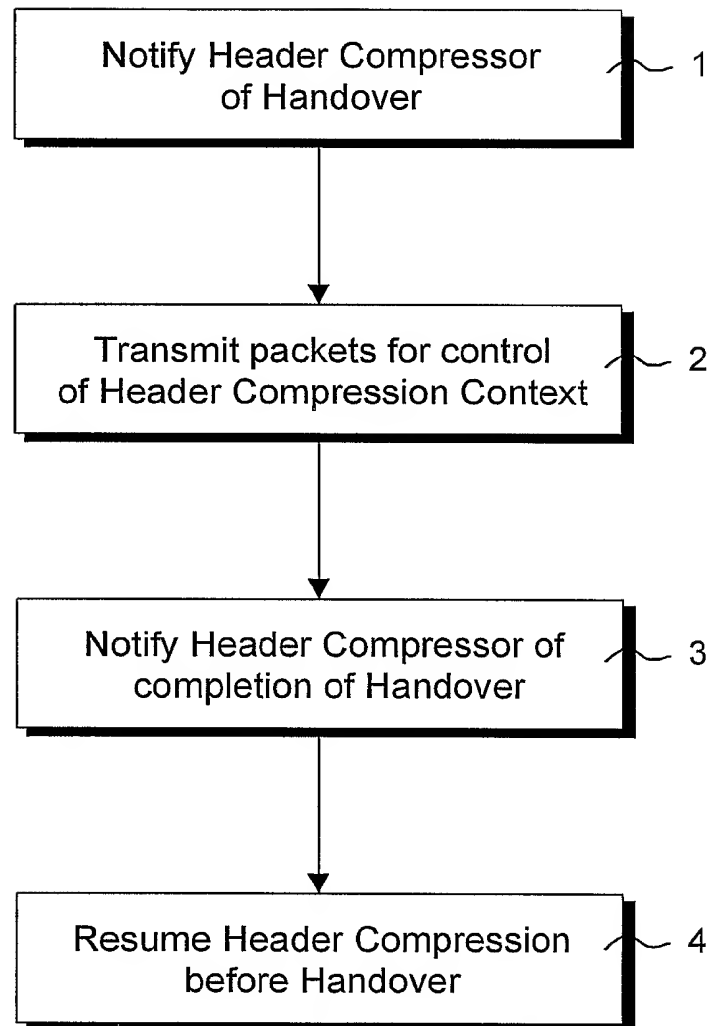 Notify Header Compressor
of Handover
1
Transmit packets for control
of Header Compression Context
2
Notify Header Compressor of
completion of Handover
3
Resume Header Compression
before Handover
4